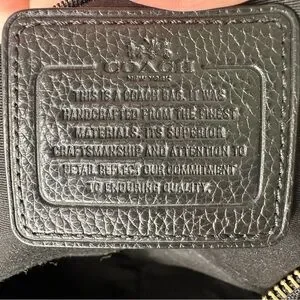 COACH
NEW YORK
THIS IS A COACH BAG. IT WAS
HANDCRAFTED FROM THE FINEST
MATERIALS. ITS SUPERIOR
CRAFTSMANSHIP AND ATTENTION TO
DETAIL REFLECT OUR COMMITMENT
TO ENDURING QUALITY.